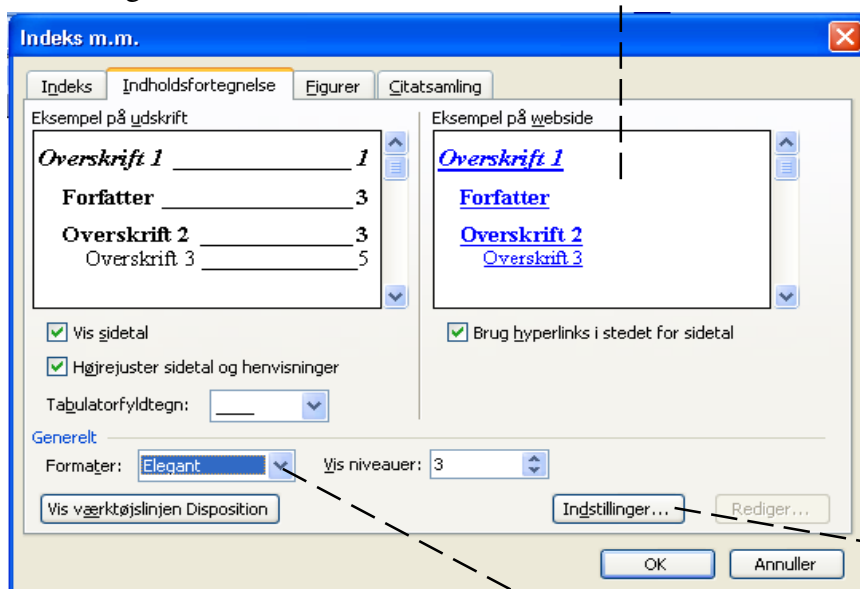 Indeks m.m.
Indeks Indholdsfortegnelse Figurer Citatsamling
Eksempel på udskrift
Overskrift 1 1
Forfatter 3
Overskrift 2 3
Overskrift 3 5
Eksempel på webside
Overskrift 1
Forfatter
Overskrift 2
Overskrift 3
Vis sidetal
Højrejuster sidetal og henvisninger
Tabulatorfyldtegn: ____
Brug hyperlinks i stedet for sidetal
Generelt
Formater: Elegant Vis niveauer: 3
Vis værktøjslinjen Disposition Indstillinger... Rediger...
OK Annuller